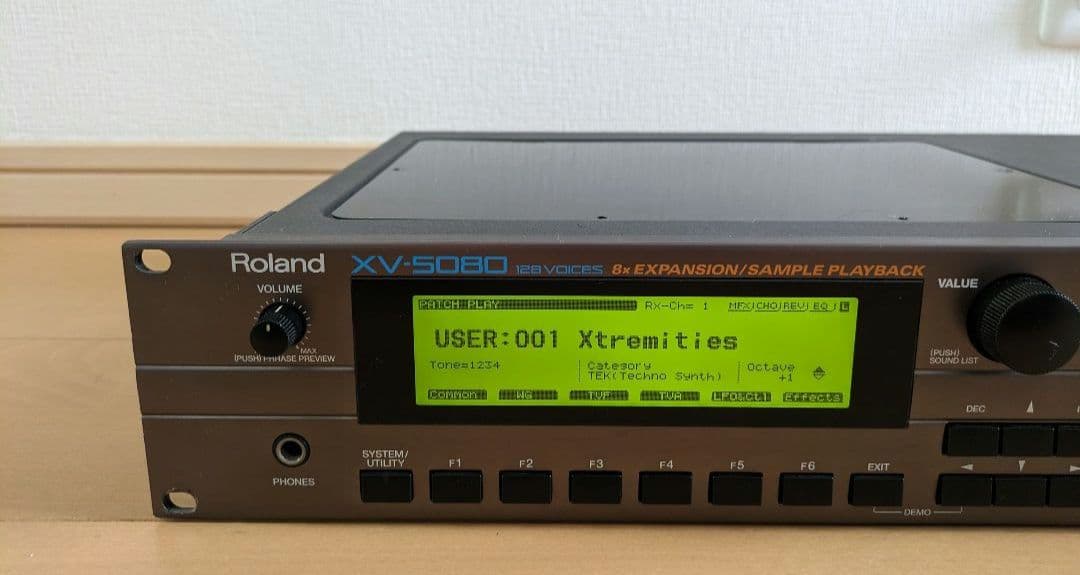 Roland
XV-5080 128 VOICES 8x EXPANSION/SAMPLE PLAYBACK
VOLUME
MAX
(PUSH) PHRASE PREVIEW
PHONES
PATCH PLAY Rx-Ch= 1 MFX CHO REV EQ
USER:001 Xtremities
Tone=1234 Category Octave
TEK(Techno Synth) +1
Common WG TVF TVA LFO&Ctl Effects
VALUE
(PUSH)
SOUND LIST
DEC
SYSTEM/
UTILITY F1 F2 F3 F4 F5 F6 EXIT
DEMO